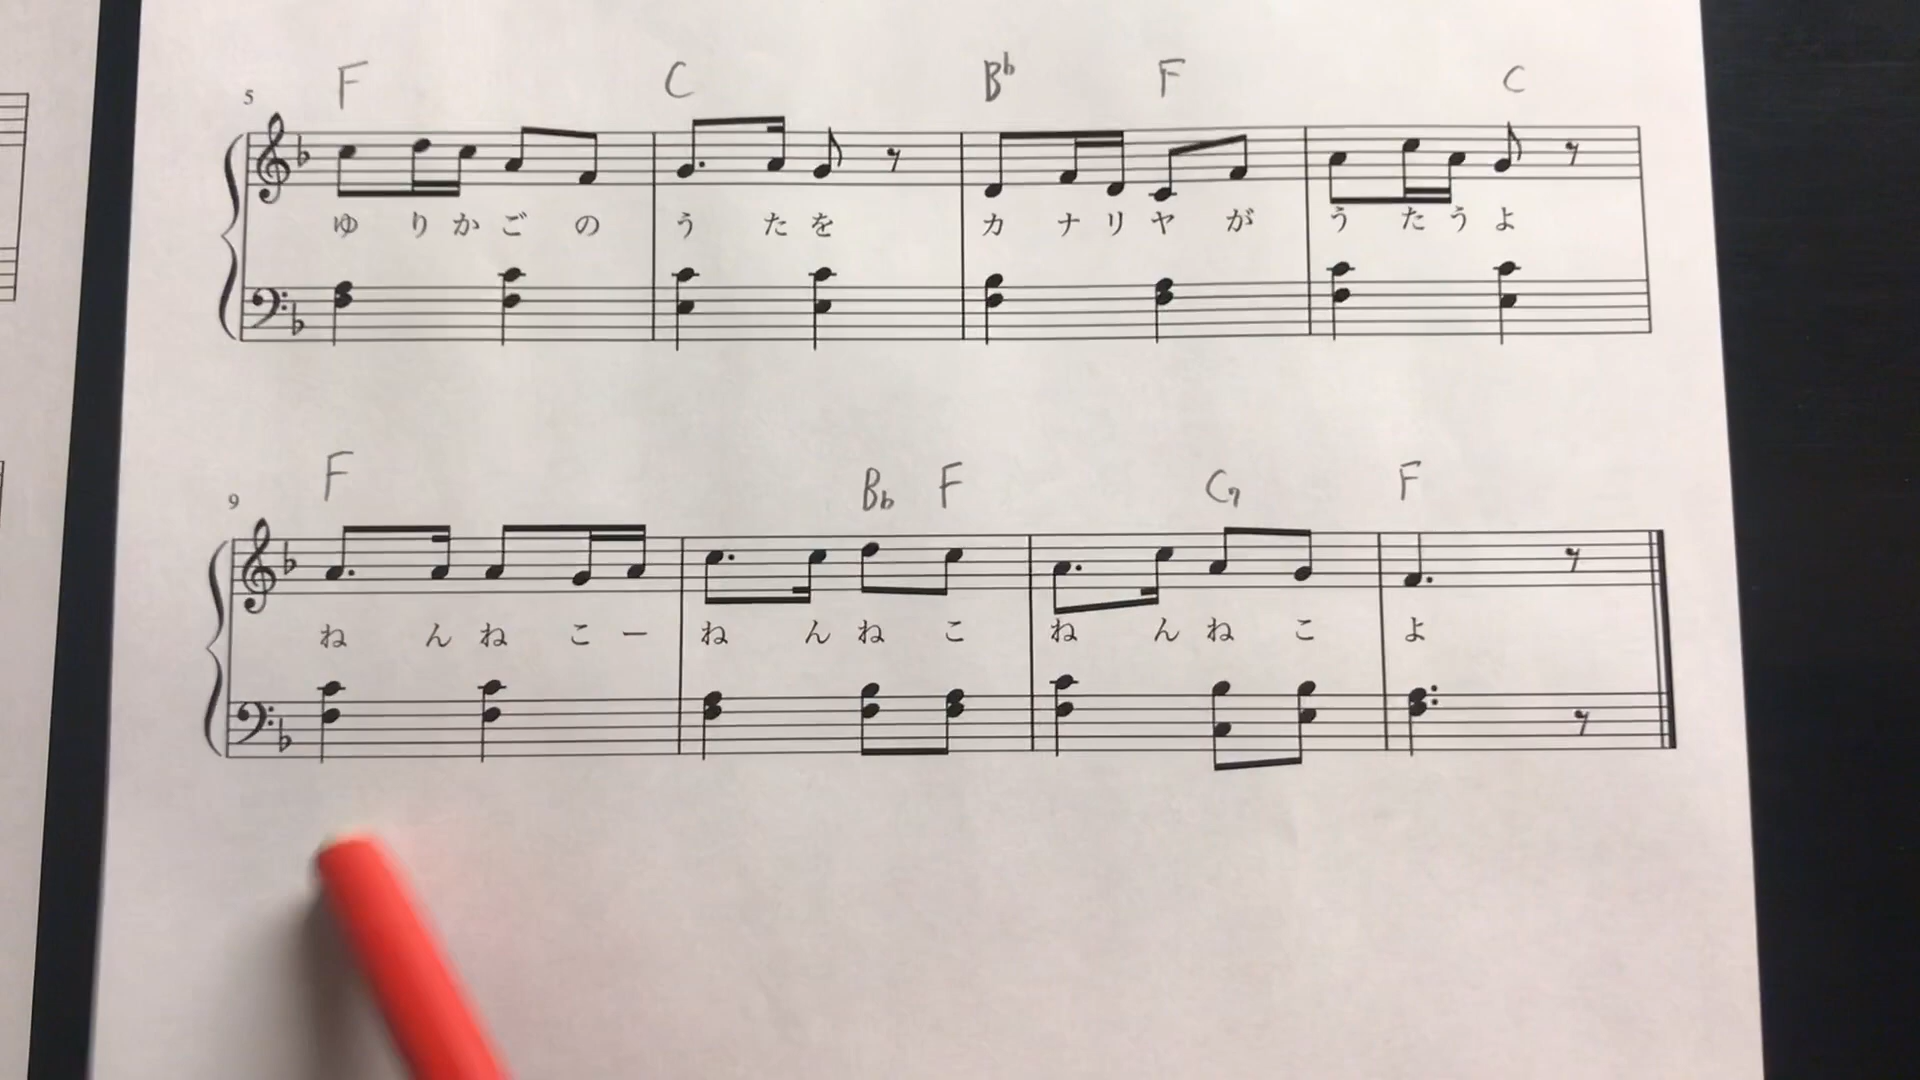 F C B♭ F C
5
ゆ り か ご の う た を カ ナ リ ヤ が う た う よ
F B♭ F C7 F
9
ね ん ね こ ー ね ん ね こ ね ん ね こ よ